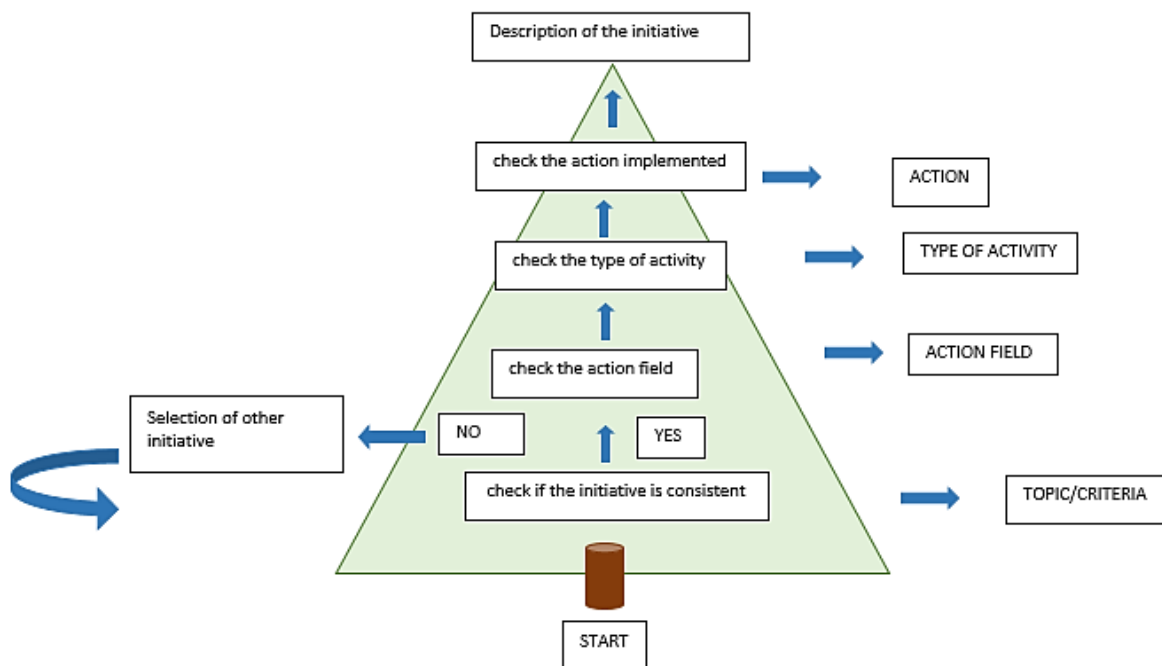 Description of the initiative
check the action implemented
ACTION
check the type of activity
TYPE OF ACTIVITY
check the action field
ACTION FIELD
Selection of other
initiative
NO
YES
check if the initiative is consistent
TOPIC/CRITERIA
START